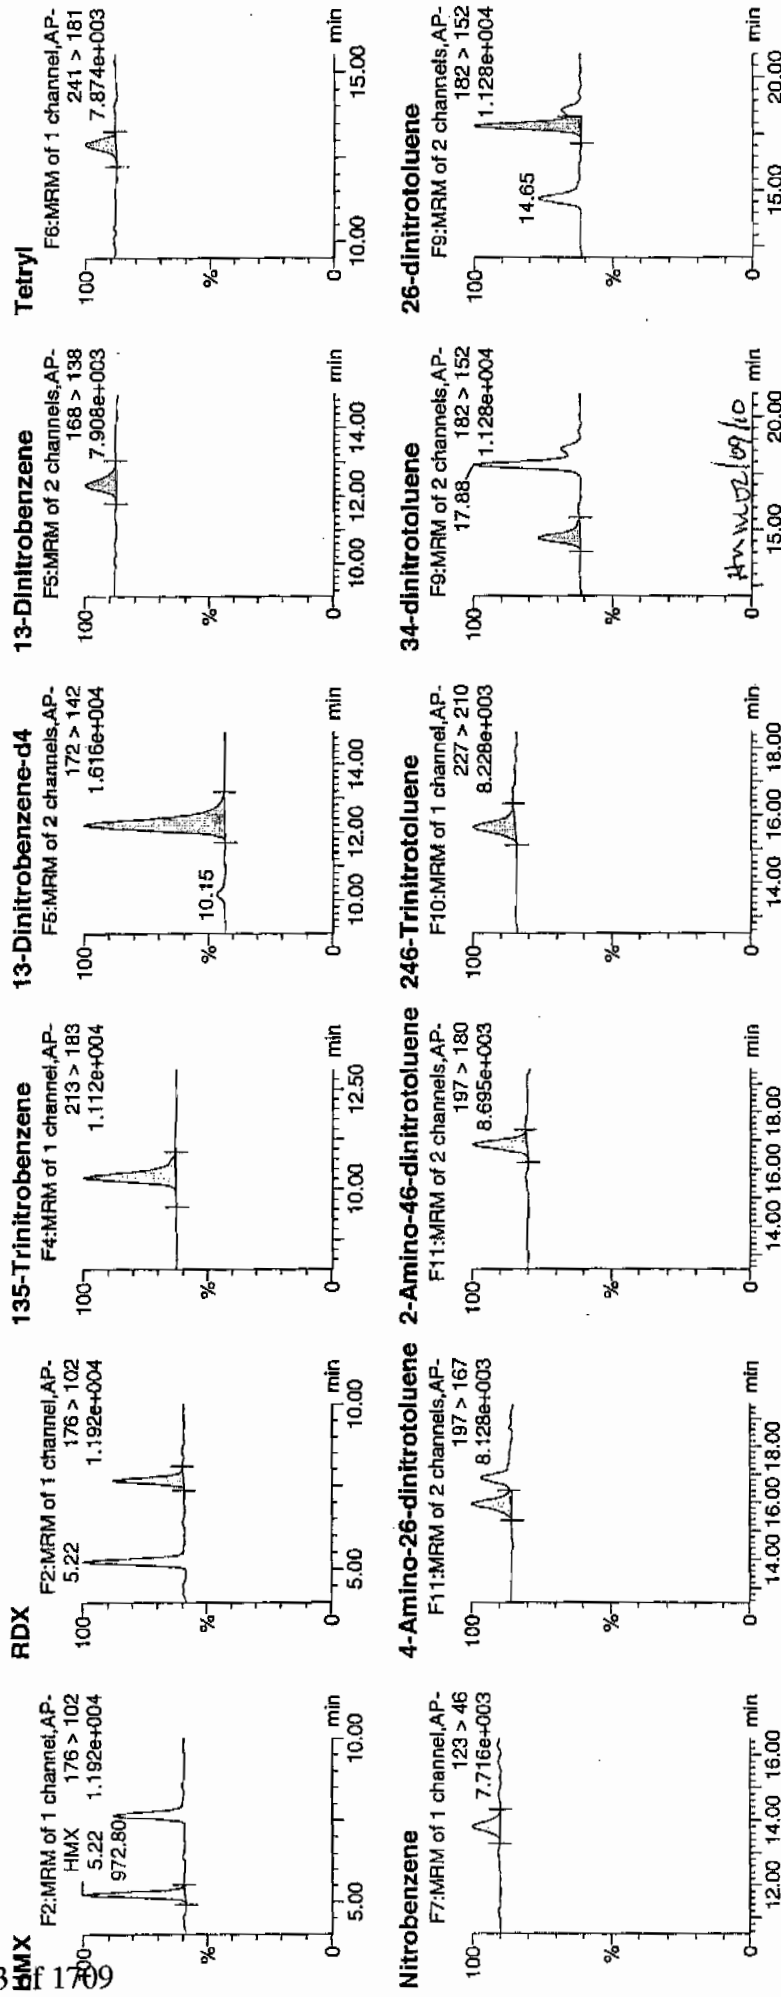 HMX
F2:MRM of 1 channel,AP-
HMX
176 > 102
5.22
1.192e+004
972.80
100
%
0
5.00
10.00
min
RDX
F2:MRM of 1 channel,AP-
5.22
176 > 102
1.192e+004
100
%
0
5.00
10.00
min
135-Trinitrobenzene
F4:MRM of 1 channel,AP-
213 > 183
1.112e+004
100
%
0
10.00
12.50
min
13-Dinitrobenzene-d4
F5:MRM of 2 channels,AP-
172 > 142
1.616e+004
10.15
100
%
0
10.00
12.00
14.00
min
13-Dinitrobenzene
F5:MRM of 2 channels,AP-
168 > 138
7.908e+003
100
%
0
10.00
12.00
14.00
min
Tetryl
F6:MRM of 1 channel,AP-
241 > 181
7.874e+003
100
%
0
10.00
15.00
min
Nitrobenzene
F7:MRM of 1 channel,AP-
123 > 46
7.716e+003
100
%
0
12.00
14.00
16.00
min
4-Amino-26-dinitrotoluene
F11:MRM of 2 channels,AP-
197 > 167
8.128e+003
100
%
0
14.00
16.00
18.00
min
2-Amino-46-dinitrotoluene
F11:MRM of 2 channels,AP-
197 > 180
8.695e+003
100
%
0
14.00
16.00
18.00
min
246-Trinitrotoluene
F10:MRM of 1 channel,AP-
227 > 210
8.228e+003
100
%
0
14.00
16.00
18.00
min
34-dinitrotoluene
F9:MRM of 2 channels,AP-
182 > 152
17.88
1.128e+004
100
%
0
15.00
20.00
min
02/09/10
26-dinitrotoluene
F9:MRM of 2 channels,AP-
182 > 152
1.128e+004
14.65
100
%
0
15.00
20.00
min
of 1709